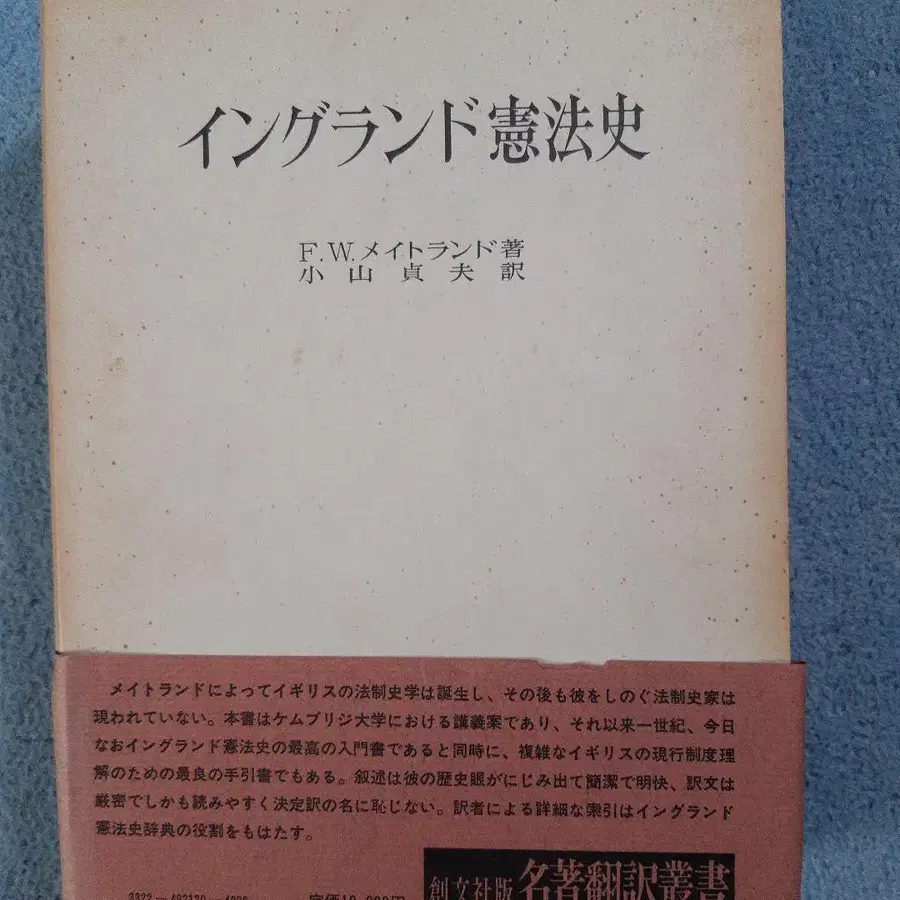 イングランド憲法史
F.W.メイトランド著
小山貞夫訳
メイトランドによってイギリスの法制史学は誕生し、その後も彼をしのぐ法制史家は
現われていない。本書はケムブリジ大学における講義案であり、それ以来一世紀、今日
なおイングランド憲法史の最高の入門書であると同時に、複雑なイギリスの現行制度理
解のための最良の手引書でもある。叙述は彼の歴史眼がにじみ出て簡潔で明快、訳文は
厳密でしかも読みやすく決定訳の名に恥じない。訳者による詳細な索引はイングランド
憲法史辞典の役割をもはたす。
定価
創文社版 名著翻訳叢書